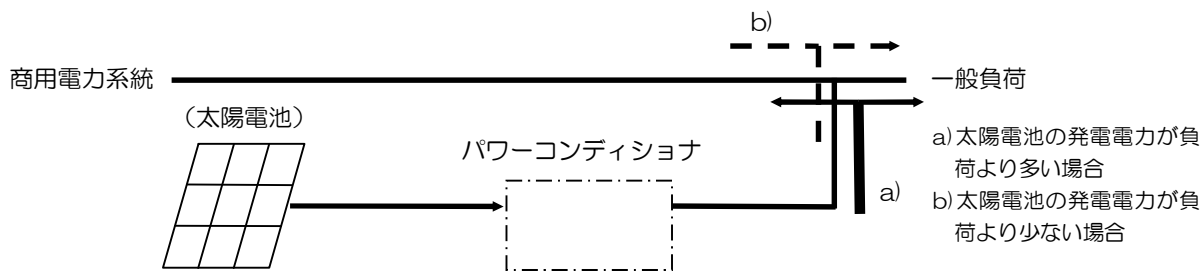 b)
商用電力系統
一般負荷
(太陽電池)
パワーコンディショナ
a)
a)太陽電池の発電電力が負
荷より多い場合
b)太陽電池の発電電力が負
荷より少ない場合